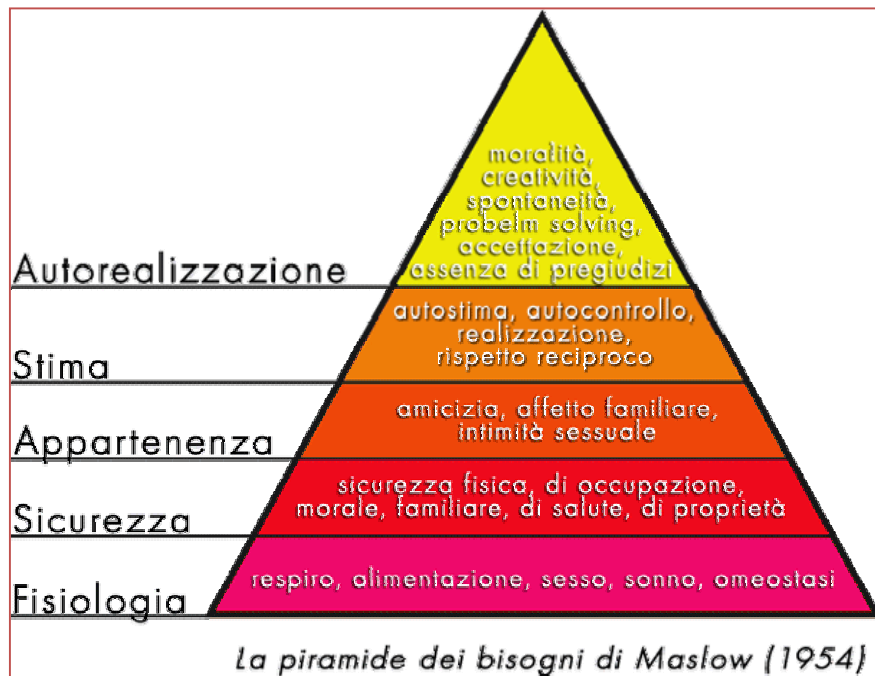 moralità,
creatività,
spontaneità,
probelm solving,
accettazione,
assenza di pregiudizi
Autorealizzazione
autostima, autocontrollo,
realizzazione,
rispetto reciproco
Stima
amicizia, affetto familiare,
intimità sessuale
Appartenenza
sicurezza fisica, di occupazione,
morale, familiare, di salute, di proprietà
Sicurezza
respiro, alimentazione, sesso, sonno, omeostasi
Fisiologia
La piramide dei bisogni di Maslow (1954)